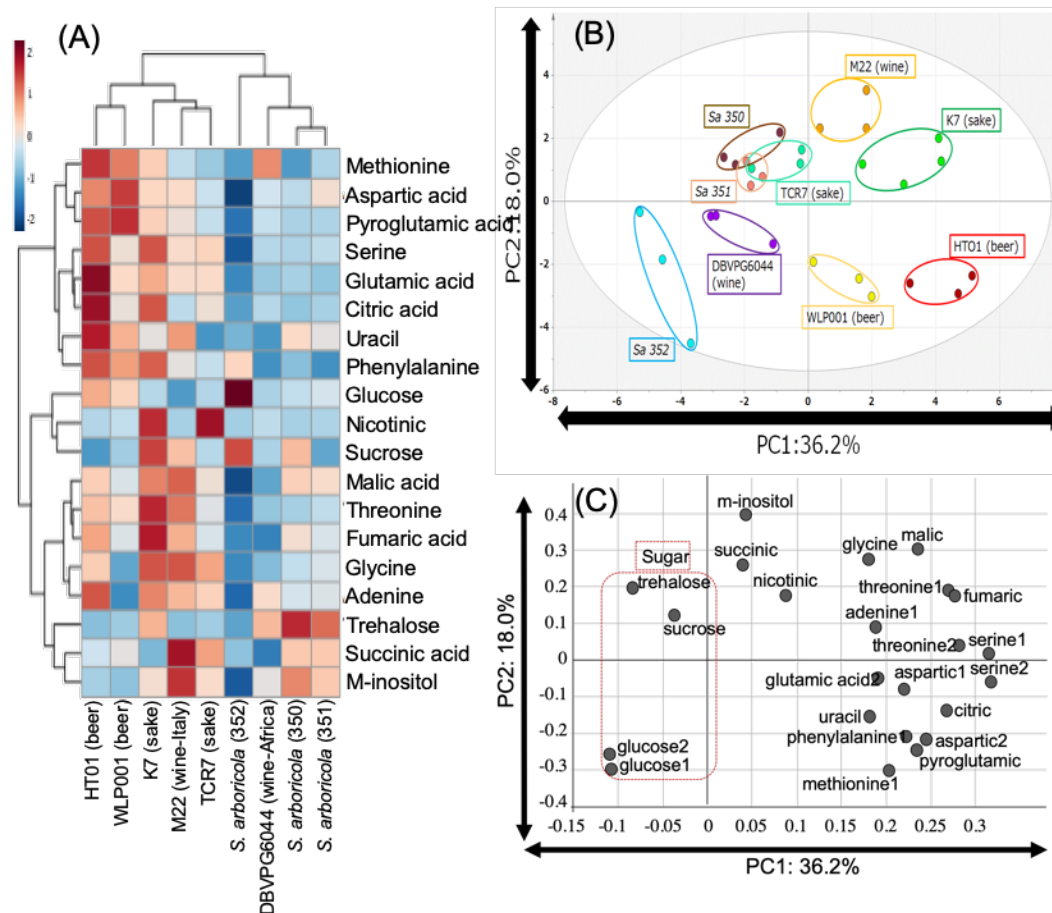 (A)
2
1
0
-1
-2
Methionine
Aspartic acid
Pyroglutamic acid
Serine
Glutamic acid
Citric acid
Uracil
Phenylalanine
Glucose
Nicotinic
Sucrose
Malic acid
Threonine
Fumaric acid
Glycine
Adenine
Trehalose
Succinic acid
M-inositol
HT01 (beer)
WLP001 (beer)
K7 (sake)
M22 (wine-Italy)
TCR7 (sake)
S. arboricola (352)
DBVPG6044 (wine-Africa)
S. arboricola (350)
S. arboricola (351)
(B)
M22 (wine)
Sa 350
K7 (sake)
Sa 351
TCR7 (sake)
DBVPG6044
(wine)
HT01 (beer)
WLP001 (beer)
Sa 352
PC2:18.0%
4
2
0
-2
-4
-6
-8
-6
-4
-2
0
2
4
6
PC1:36.2%
(C)
m-inositol
Sugar
succinic
glycine
malic
trehalose
nicotinic
threonine1
fumaric
sucrose
adenine1
threonine2
serine1
glutamic acid2
aspartic1
serine2
uracil
citric
phenylalanine1
aspartic2
glucose2
pyroglutamic
glucose1
methionine1
PC2: 18.0%
0.4
0.3
0.2
0.1
0
-0.1
-0.2
-0.3
-0.4
-0.15
-0.1
-0.05
0
0.05
0.1
0.15
0.2
0.25
0.3
PC1: 36.2%